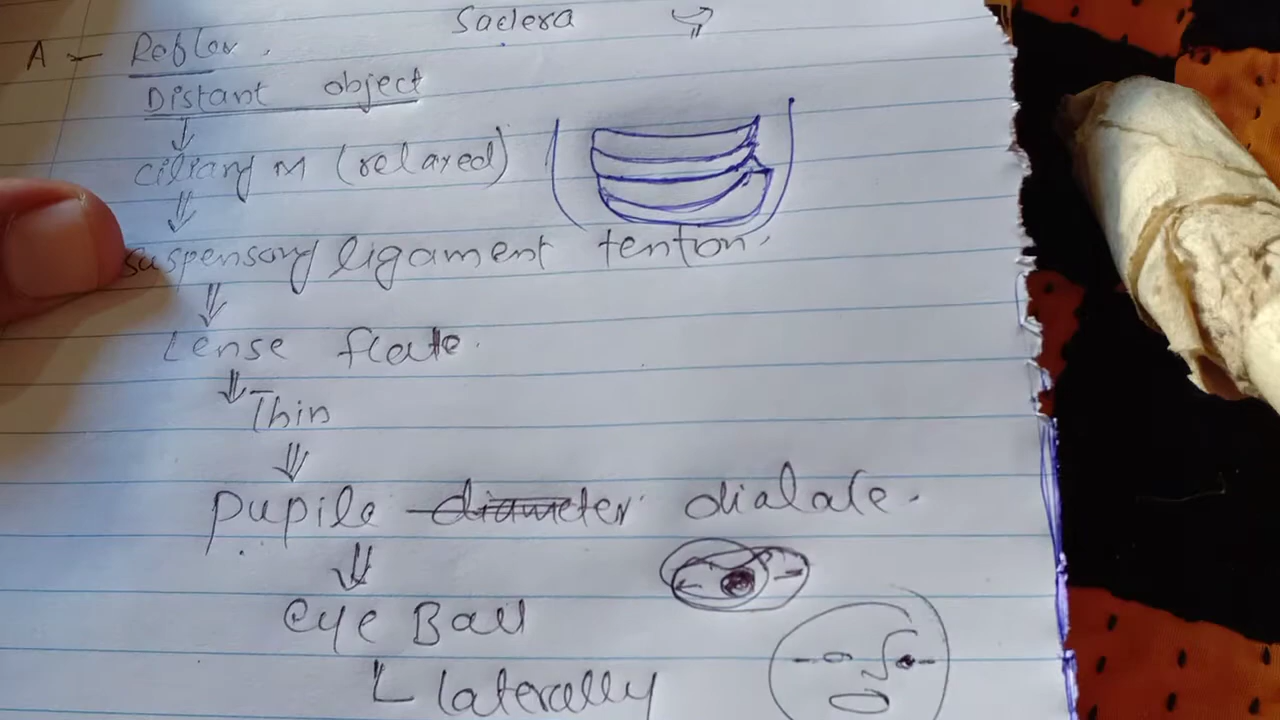 Saclera
A - Reflex.
Distant object
ciliary M (relaxed)
suspensory ligament tention.
Lense flate.
Thin
pupile diameter dialate.
eye Ball
laterally